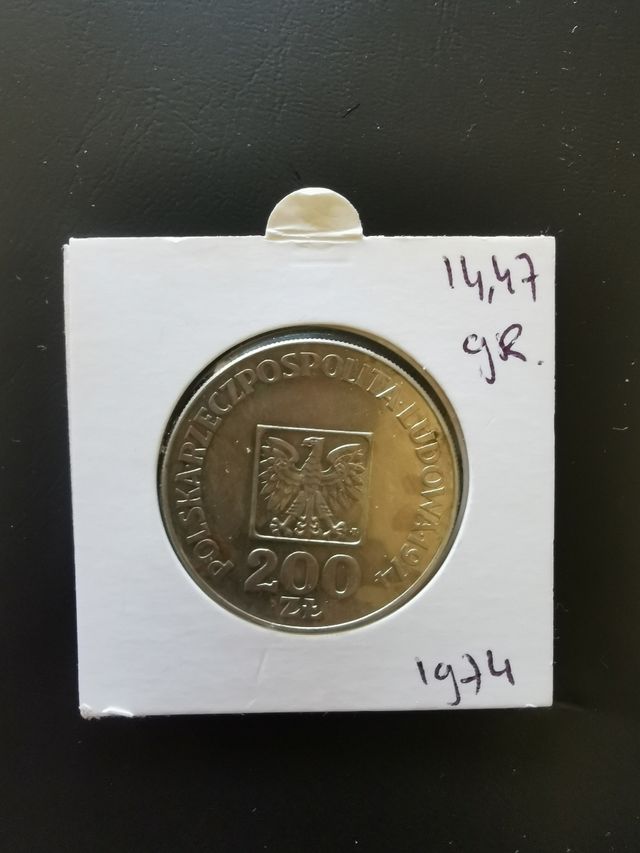 14,47
gR.
POLSKA·RZECZPOSPOLITA·LUDOWA·1974
200
ZŁ
1974